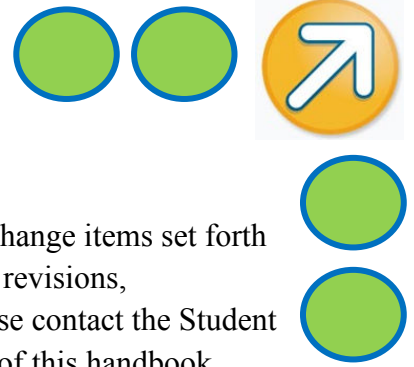 hange items set forth
revisions,
se contact the Student
of this handbook